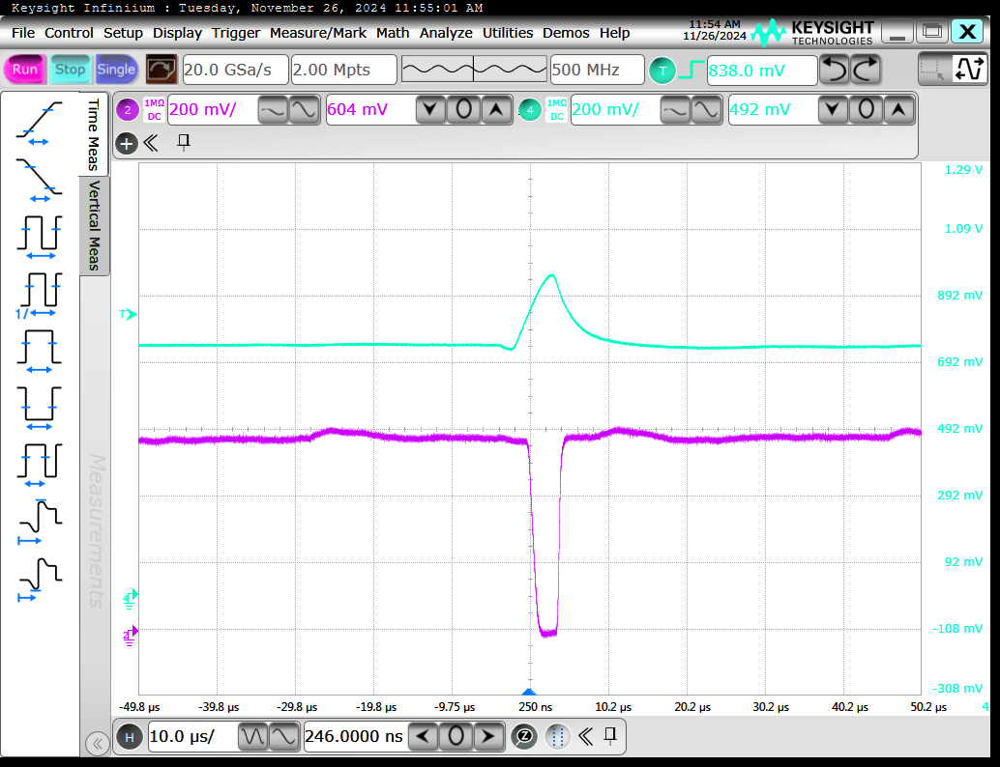 Keysight Infiniium : Tuesday, November 26, 2024 11:55:01 AM
File Control Setup Display Trigger Measure/Mark Math Analyze Utilities Demos Help
11:54 AM
11/26/2024
KEYSIGHT
TECHNOLOGIES
Run Stop Single 20.0 GSa/s 2.00 Mpts 500 MHz T 838.0 mV
2 1MΩ DC 200 mV/ 604 mV 4 1MΩ DC 200 mV/ 492 mV
Time Meas
Vertical Meas
Measurements
1/
1.29 V
1.09 V
892 mV
T
692 mV
492 mV
292 mV
92 mV
4
2
-108 mV
-308 mV
-49.8 µs -39.8 µs -29.8 µs -19.8 µs -9.75 µs 250 ns 10.2 µs 20.2 µs 30.2 µs 40.2 µs 50.2 µs 4
H 10.0 µs/ 246.0000 ns Z